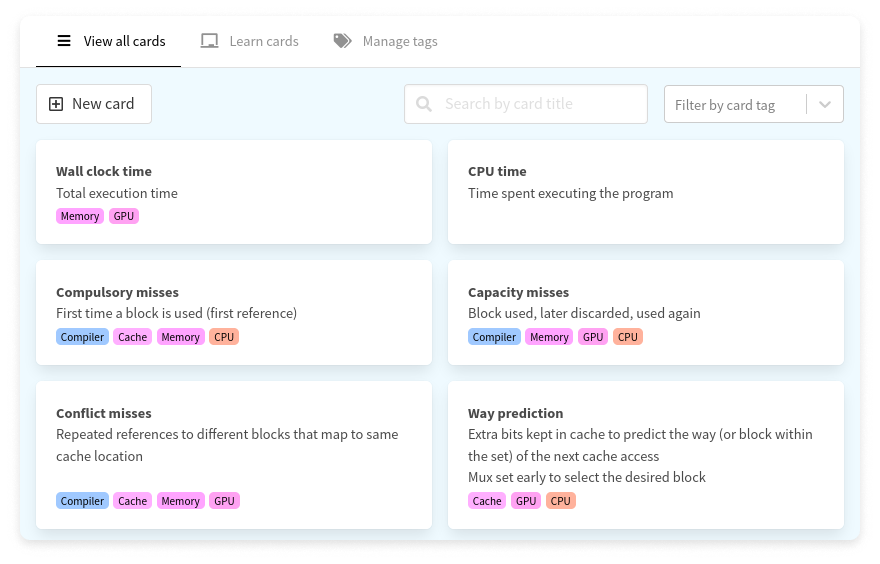 View all cards
Learn cards
Manage tags
New card
Search by card title
Filter by card tag
Wall clock time
Total execution time
Memory GPU
CPU time
Time spent executing the program
Compulsory misses
First time a block is used (first reference)
Compiler Cache Memory CPU
Capacity misses
Block used, later discarded, used again
Compiler Memory GPU CPU
Conflict misses
Repeated references to different blocks that map to same
cache location
Compiler Cache Memory GPU
Way prediction
Extra bits kept in cache to predict the way (or block within
the set) of the next cache access
Mux set early to select the desired block
Cache GPU CPU